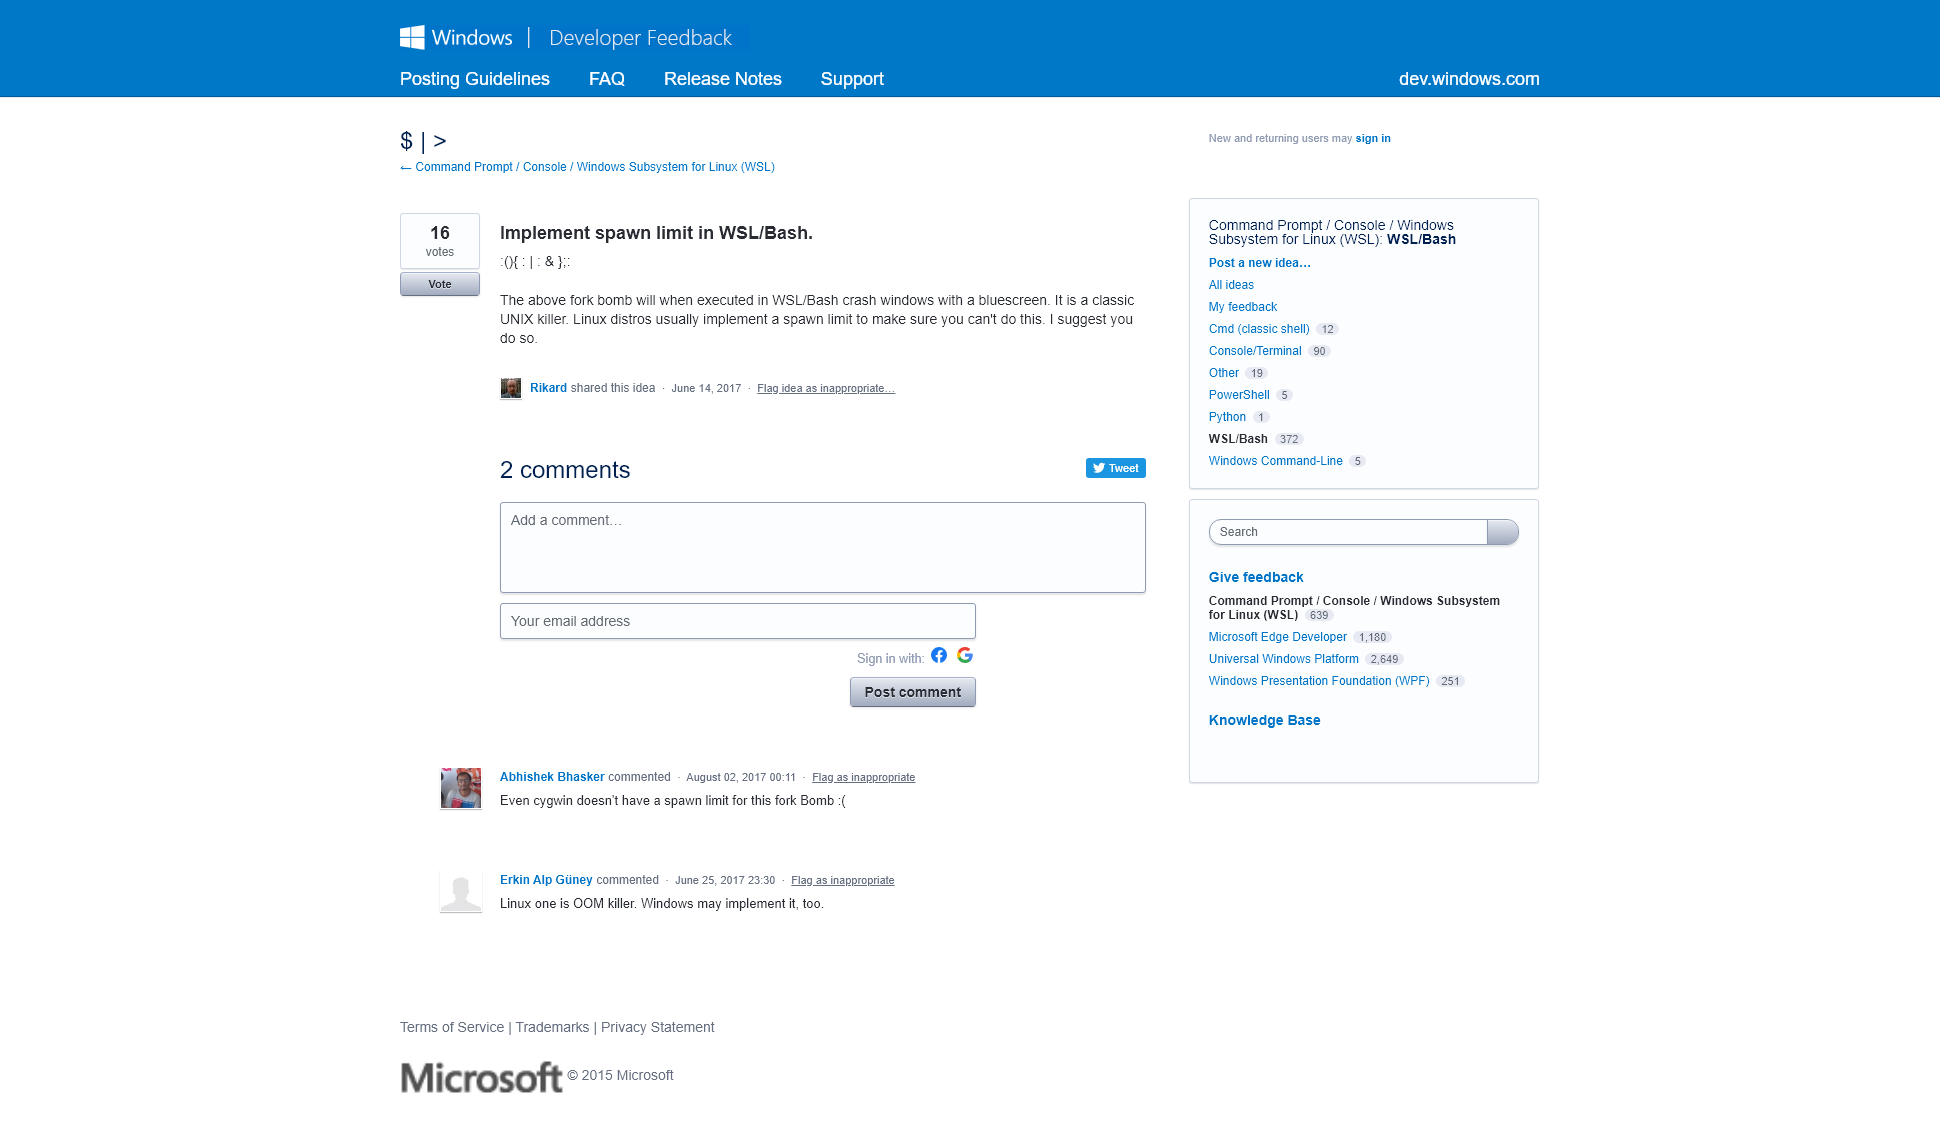 Windows | Developer Feedback
Posting Guidelines FAQ Release Notes Support dev.windows.com
$ | >
← Command Prompt / Console / Windows Subsystem for Linux (WSL)
New and returning users may sign in
16
votes
Vote
Implement spawn limit in WSL/Bash.
:(){ : | : & };:
The above fork bomb will when executed in WSL/Bash crash windows with a bluescreen. It is a classic
UNIX killer. Linux distros usually implement a spawn limit to make sure you can't do this. I suggest you
do so.
Rikard shared this idea · June 14, 2017 · Flag idea as inappropriate…
2 comments
Tweet
Add a comment…
Your email address
Sign in with:
Post comment
Abhishek Bhasker commented · August 02, 2017 00:11 · Flag as inappropriate
Even cygwin doesn't have a spawn limit for this fork Bomb :(
Erkin Alp Güney commented · June 25, 2017 23:30 · Flag as inappropriate
Linux one is OOM killer. Windows may implement it, too.
Command Prompt / Console / Windows
Subsystem for Linux (WSL): WSL/Bash
Post a new idea…
All ideas
My feedback
Cmd (classic shell) 12
Console/Terminal 90
Other 19
PowerShell 5
Python 1
WSL/Bash 372
Windows Command-Line 5
Search
Give feedback
Command Prompt / Console / Windows Subsystem
for Linux (WSL) 639
Microsoft Edge Developer 1,180
Universal Windows Platform 2,649
Windows Presentation Foundation (WPF) 251
Knowledge Base
Terms of Service | Trademarks | Privacy Statement
Microsoft © 2015 Microsoft